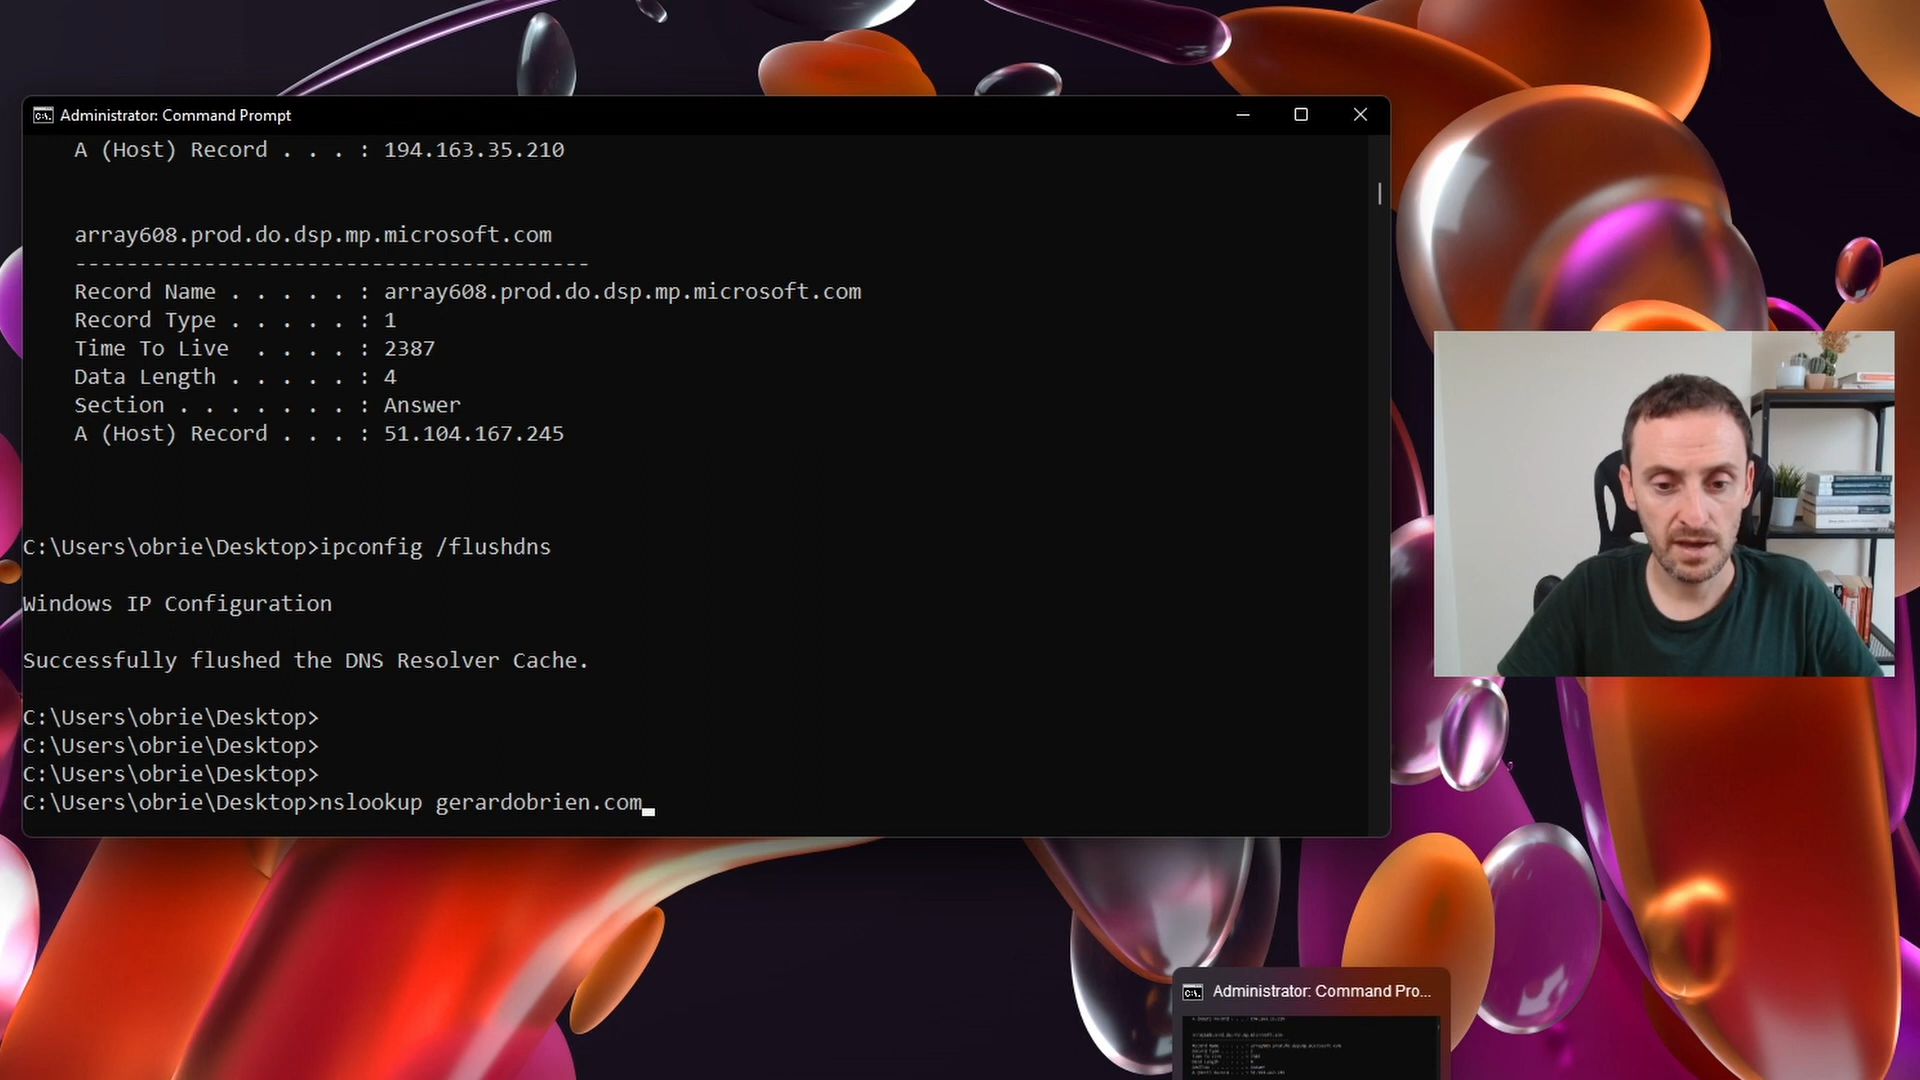 Administrator: Command Prompt
A (Host) Record . . . : 194.163.35.210
array608.prod.do.dsp.mp.microsoft.com
----------------------------------------
Record Name . . . . . : array608.prod.do.dsp.mp.microsoft.com
Record Type . . . . . : 1
Time To Live  . . . . : 2387
Data Length . . . . . : 4
Section . . . . . . . : Answer
A (Host) Record . . . : 51.104.167.245
C:\Users\obrie\Desktop>ipconfig /flushdns
Windows IP Configuration
Successfully flushed the DNS Resolver Cache.
C:\Users\obrie\Desktop>
C:\Users\obrie\Desktop>
C:\Users\obrie\Desktop>
C:\Users\obrie\Desktop>nslookup gerardobrien.com
Administrator: Command Pro...